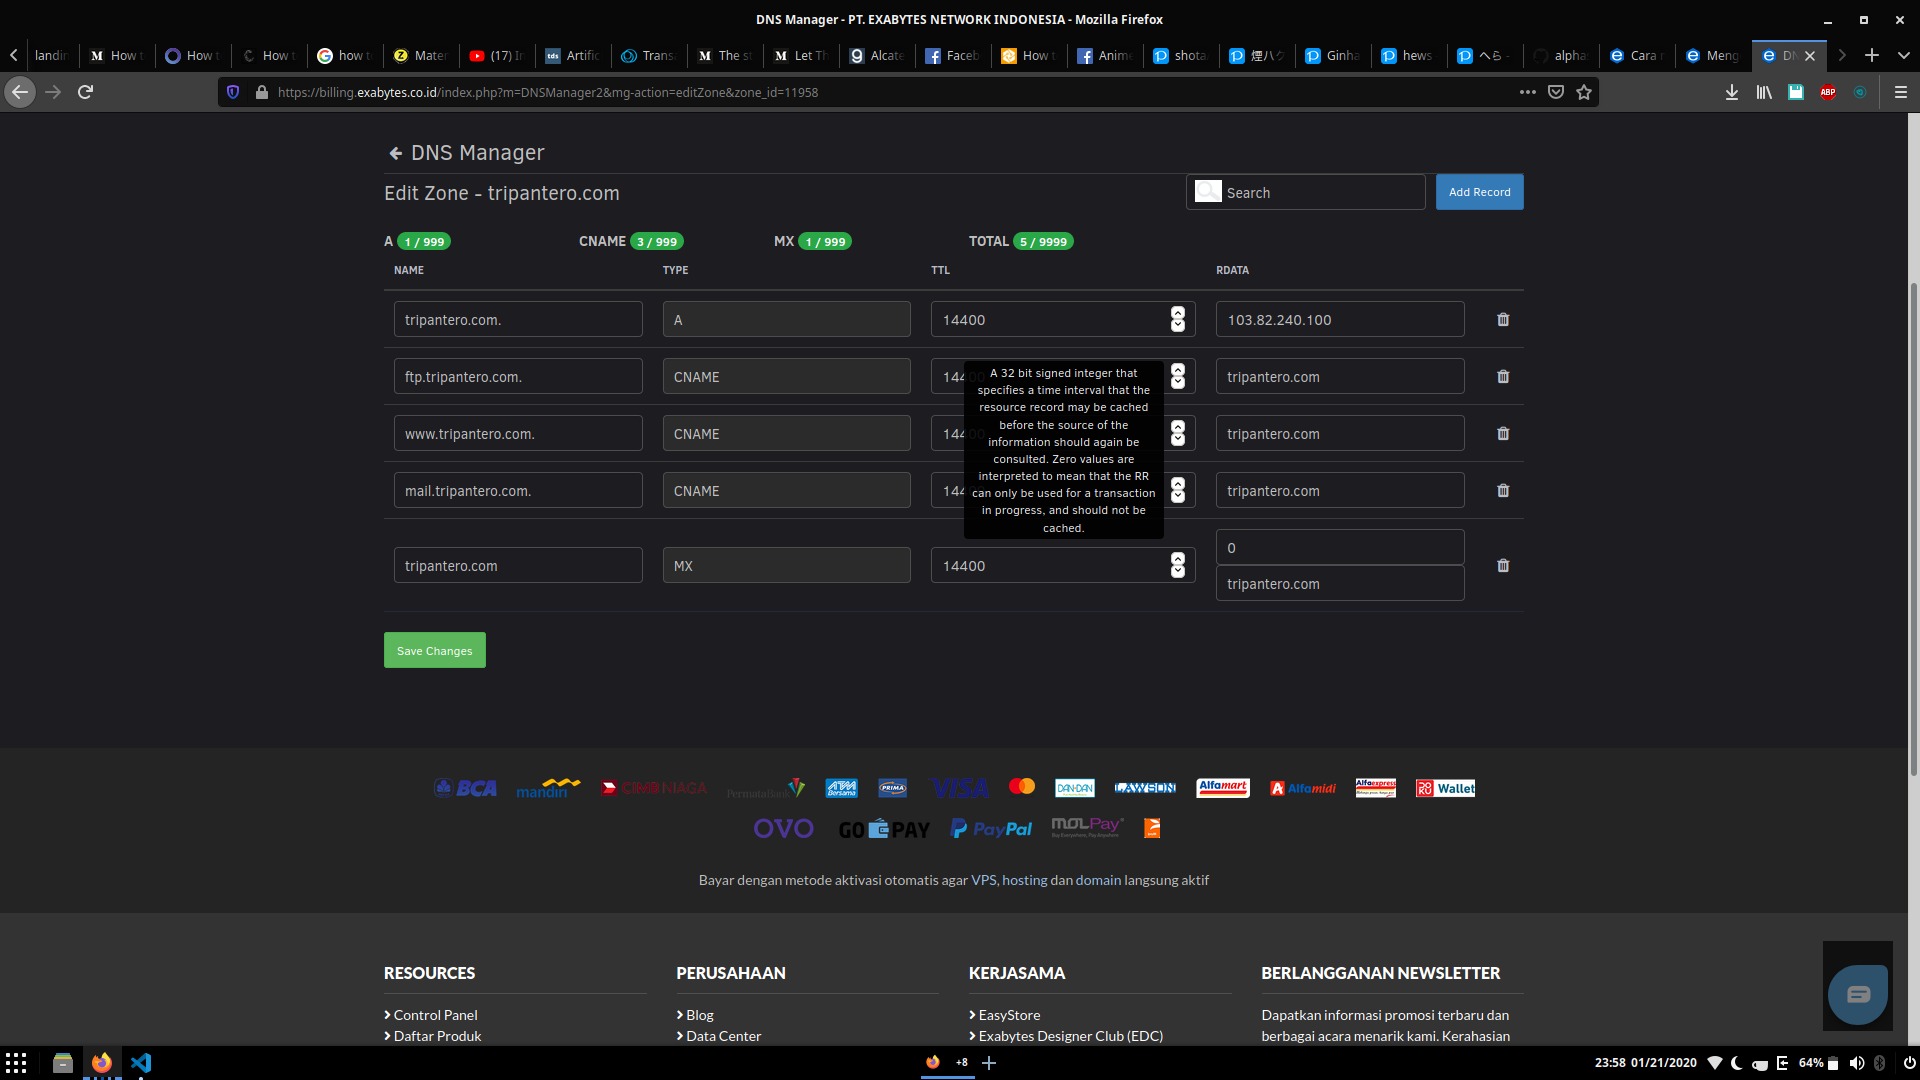 DNS Manager - PT. EXABYTES NETWORK INDONESIA - Mozilla Firefox
landin
How t
How t
How t
how to
Mater
(17) In
Artific
Trans
The st
Let Th
Alcate
Faceb
How t
Anime
shota
煙ハク
Ginha
hews
へら -
alphas
Cara m
Meng
DN
https://billing.exabytes.co.id/index.php?m=DNSManager2&mg-action=editZone&zone_id=11958
ABP
DNS Manager
Edit Zone - tripantero.com
Search
Add Record
A 1 / 999 CNAME 3 / 999 MX 1 / 999 TOTAL 5 / 9999
NAME TYPE TTL RDATA
tripantero.com. A 14400 103.82.240.100
ftp.tripantero.com. CNAME 144 tripantero.com
www.tripantero.com. CNAME 144 tripantero.com
mail.tripantero.com. CNAME 144 tripantero.com
A 32 bit signed integer that
specifies a time interval that the
resource record may be cached
before the source of the
information should again be
consulted. Zero values are
interpreted to mean that the RR
can only be used for a transaction
in progress, and should not be
cached.
tripantero.com MX 14400 0
tripantero.com
Save Changes
BCA mandiri CIMB NIAGA PermataBank ATM Bersama PRIMA VISA DAN+DAN LAWSON Alfamart Alfamidi Alfaexpress DOKU Wallet
OVO GO PAY PayPal MOLPay
Bayar dengan metode aktivasi otomatis agar VPS, hosting dan domain langsung aktif
RESOURCES
Control Panel
Daftar Produk
PERUSAHAAN
Blog
Data Center
KERJASAMA
EasyStore
Exabytes Designer Club (EDC)
BERLANGGANAN NEWSLETTER
Dapatkan informasi promosi terbaru dan
berbagai acara menarik kami. Kerahasian
+8
23:58 01/21/2020
64%